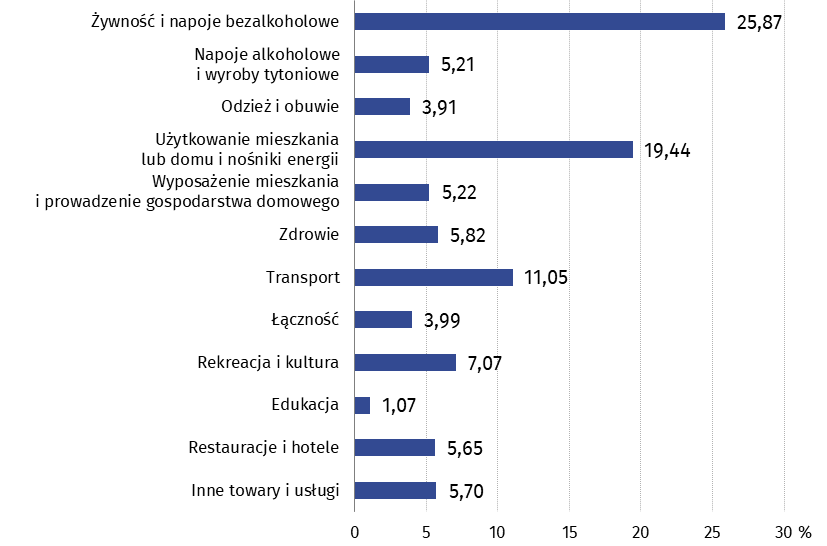 Żywność i napoje bezalkoholowe 25,87
Napoje alkoholowe
i wyroby tytoniowe 5,21
Odzież i obuwie 3,91
Użytkowanie mieszkania
lub domu i nośniki energii 19,44
Wyposażenie mieszkania
i prowadzenie gospodarstwa domowego 5,22
Zdrowie 5,82
Transport 11,05
Łączność 3,99
Rekreacja i kultura 7,07
Edukacja 1,07
Restauracje i hotele 5,65
Inne towary i usługi 5,70
0 5 10 15 20 25 30 %